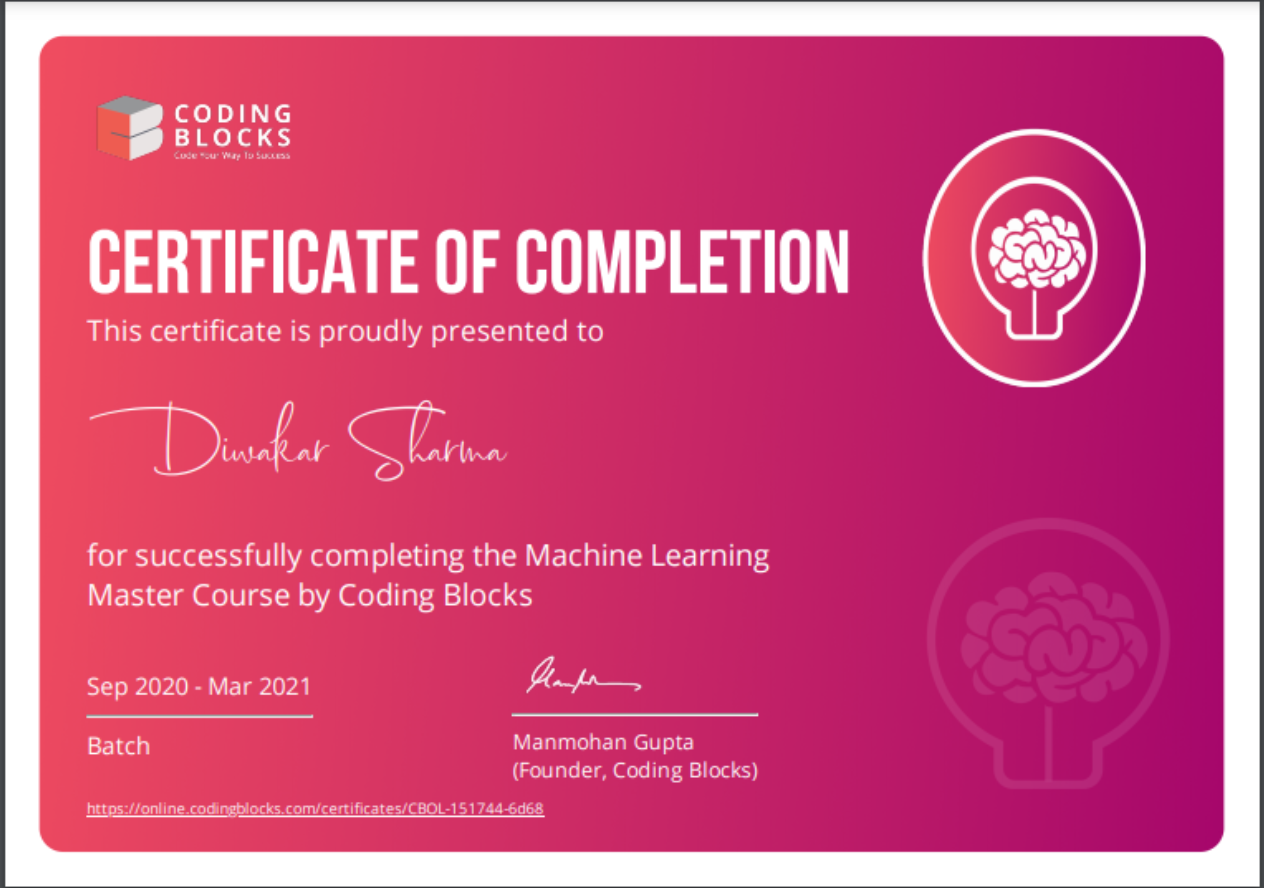 CODING
BLOCKS
Code Your Way To Success
CERTIFICATE OF COMPLETION
This certificate is proudly presented to
Diwakar Sharma
for successfully completing the Machine Learning
Master Course by Coding Blocks
Sep 2020 - Mar 2021
Batch
Manmohan Gupta
(Founder, Coding Blocks)
https://online.codingblocks.com/certificates/CBOL-151744-6d68